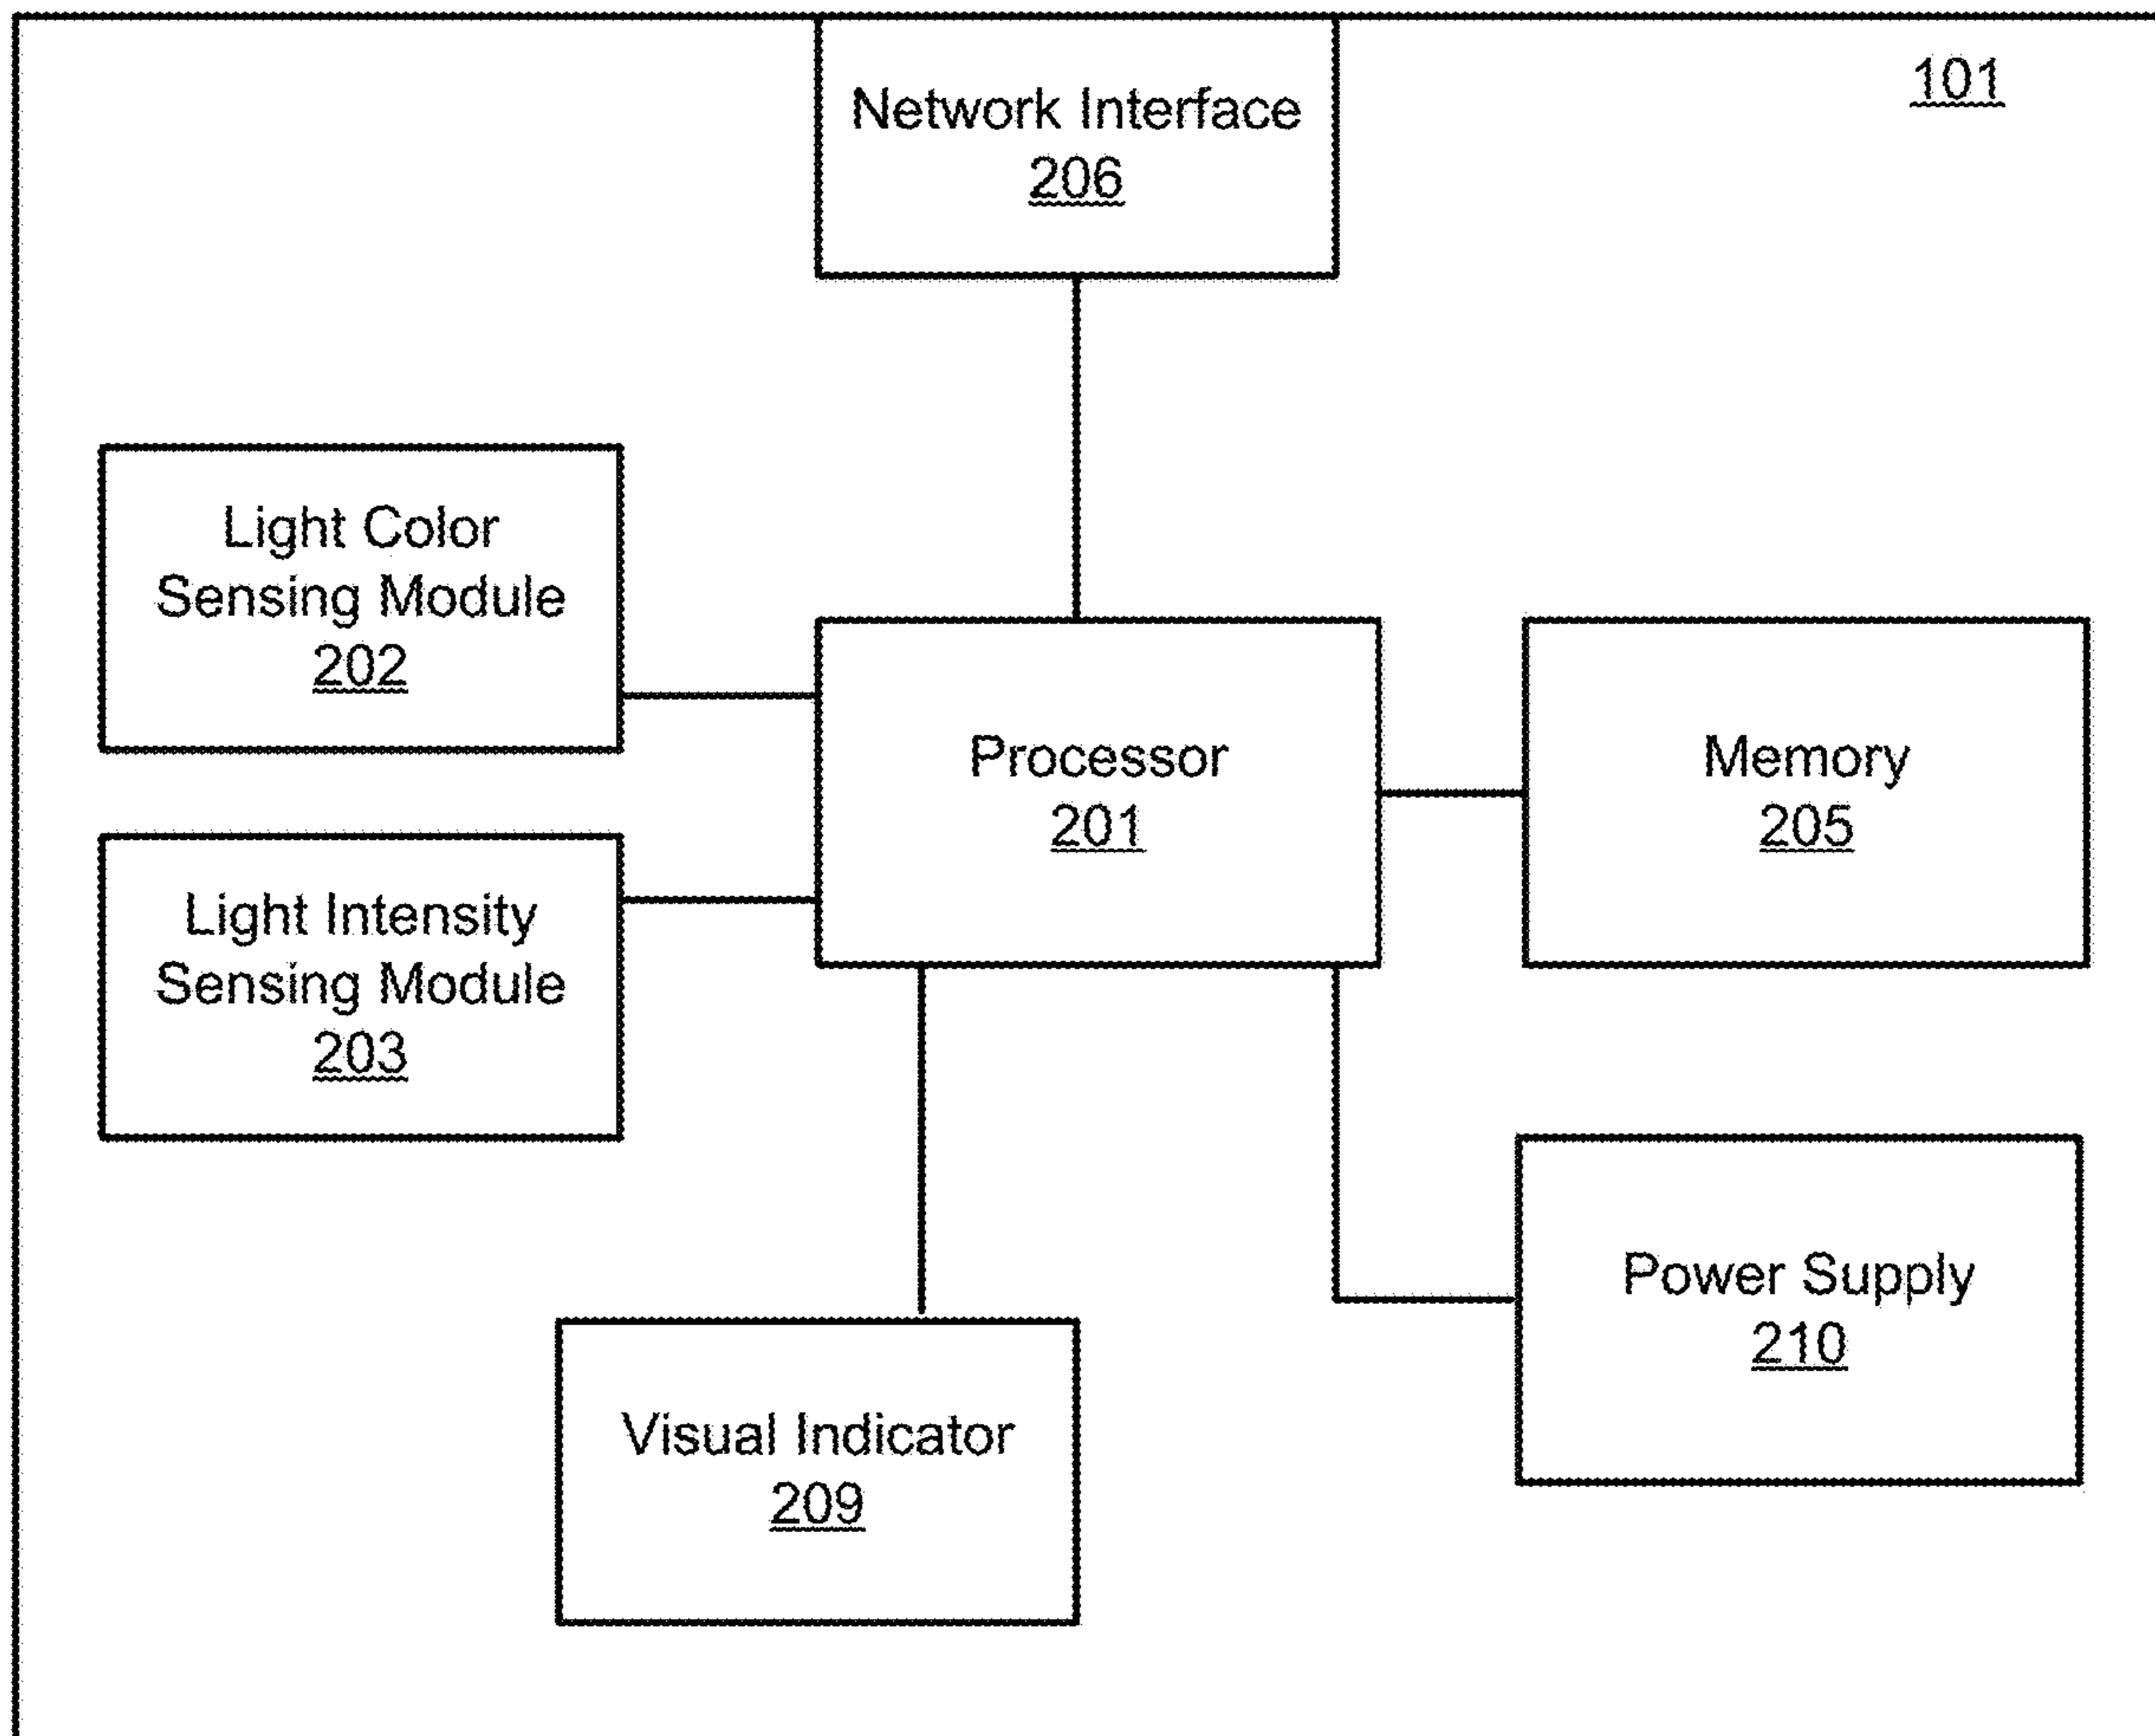 101
Network Interface
206
Light Color
Sensing Module
202
Processor
201
Memory
205
Light Intensity
Sensing Module
203
Power Supply
210
Visual Indicator
209